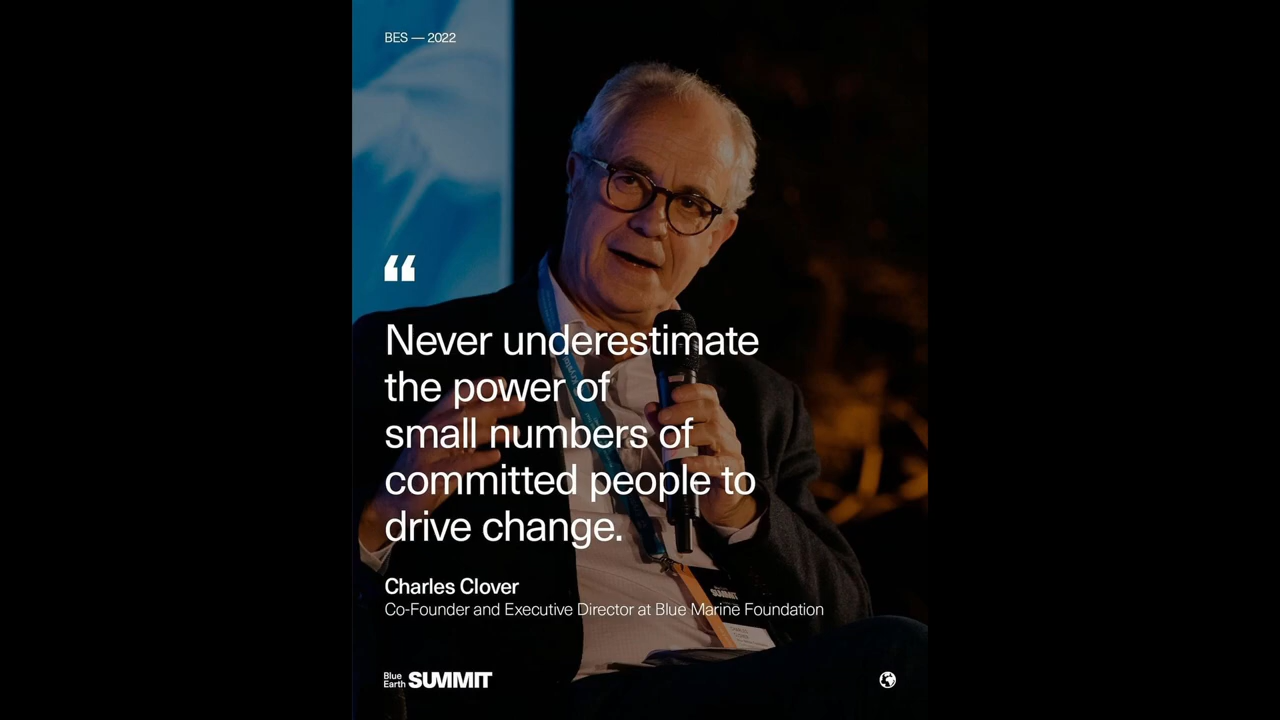 BES — 2022
“
Never underestimate
the power of
small numbers of
committed people to
drive change.
Charles Clover
Co-Founder and Executive Director at Blue Marine Foundation
Blue
Earth
SUMMIT
SUMMIT